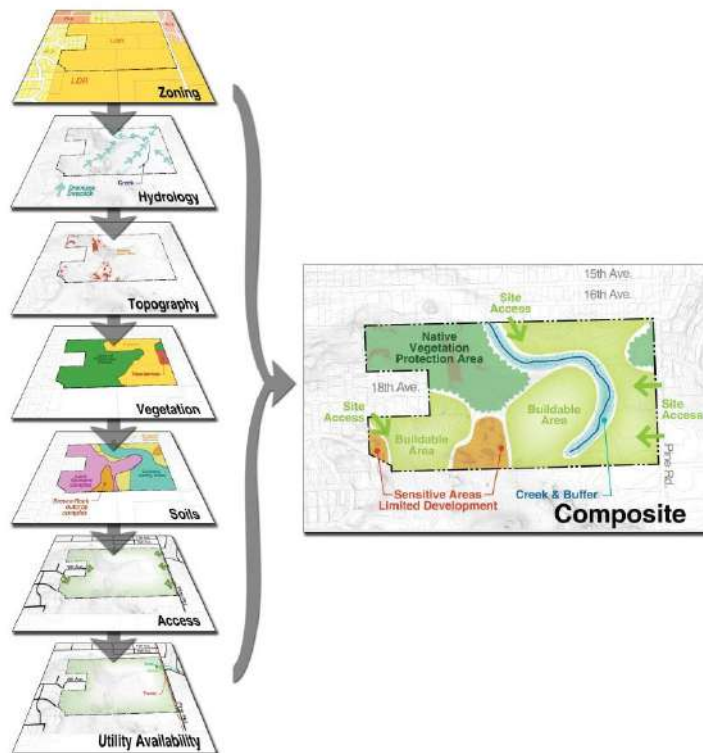 LDR
LDR
Zoning
Drainage
Direction
Creek
Hydrology
Topography
Vegetation
Soils
Access
Utility Availability
15th Ave.
16th Ave.
Site
Access
Native
Vegetation
Protection Area
18th Ave.
Site
Access
Buildable
Area
Buildable
Area
Site
Access
Pine Rd.
Sensitive Areas
Limited Development
Creek & Buffer
Composite